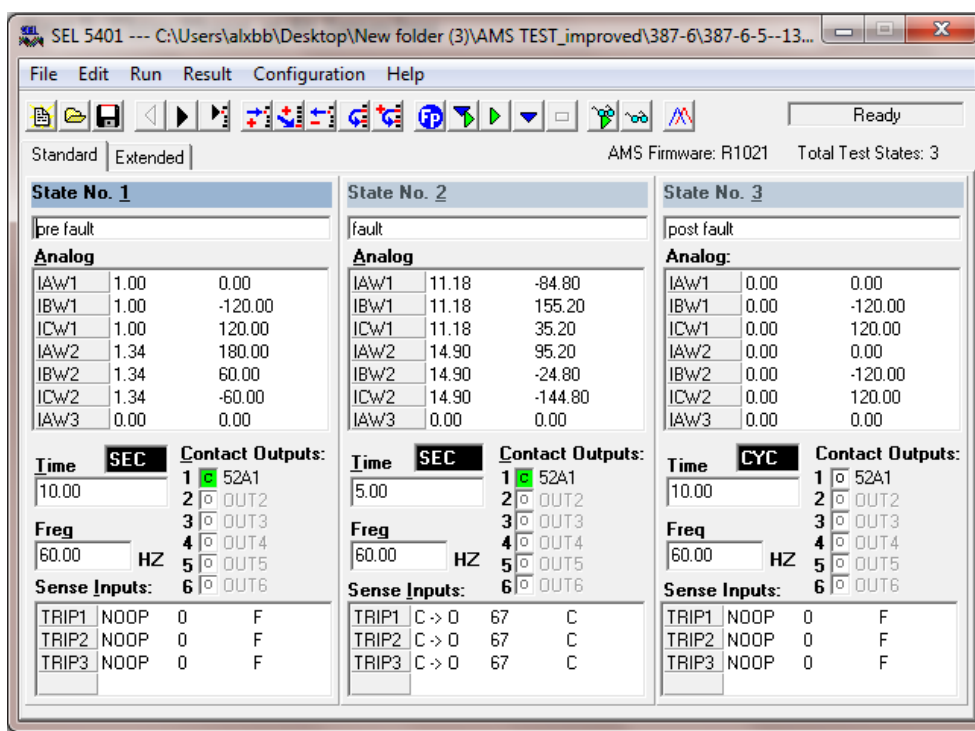 SEL 5401 --- C:\Users\alxbb\Desktop\New folder (3)\AMS TEST_improved\387-6\387-6-5--13...
File Edit Run Result Configuration Help
FP
Ready
Standard Extended AMS Firmware: R1021 Total Test States: 3
State No. 1
pre fault
Analog
IAW1 1.00 0.00
IBW1 1.00 -120.00
ICW1 1.00 120.00
IAW2 1.34 180.00
IBW2 1.34 60.00
ICW2 1.34 -60.00
IAW3 0.00 0.00
Time SEC
10.00
Freq
60.00 HZ
Contact Outputs:
1 C 52A1
2 O OUT2
3 O OUT3
4 O OUT4
5 O OUT5
6 O OUT6
Sense Inputs:
TRIP1 NOOP 0 F
TRIP2 NOOP 0 F
TRIP3 NOOP 0 F
State No. 2
fault
Analog
IAW1 11.18 -84.80
IBW1 11.18 155.20
ICW1 11.18 35.20
IAW2 14.90 95.20
IBW2 14.90 -24.80
ICW2 14.90 -144.80
IAW3 0.00 0.00
Time SEC
5.00
Freq
60.00 HZ
Contact Outputs:
1 C 52A1
2 O OUT2
3 O OUT3
4 O OUT4
5 O OUT5
6 O OUT6
Sense Inputs:
TRIP1 C -> O 67 C
TRIP2 C -> O 67 C
TRIP3 C -> O 67 C
State No. 3
post fault
Analog:
IAW1 0.00 0.00
IBW1 0.00 -120.00
ICW1 0.00 120.00
IAW2 0.00 0.00
IBW2 0.00 -120.00
ICW2 0.00 120.00
IAW3 0.00 0.00
Time CYC
10.00
Freq
60.00 HZ
Contact Outputs:
1 O 52A1
2 O OUT2
3 O OUT3
4 O OUT4
5 O OUT5
6 O OUT6
Sense Inputs:
TRIP1 NOOP 0 F
TRIP2 NOOP 0 F
TRIP3 NOOP 0 F